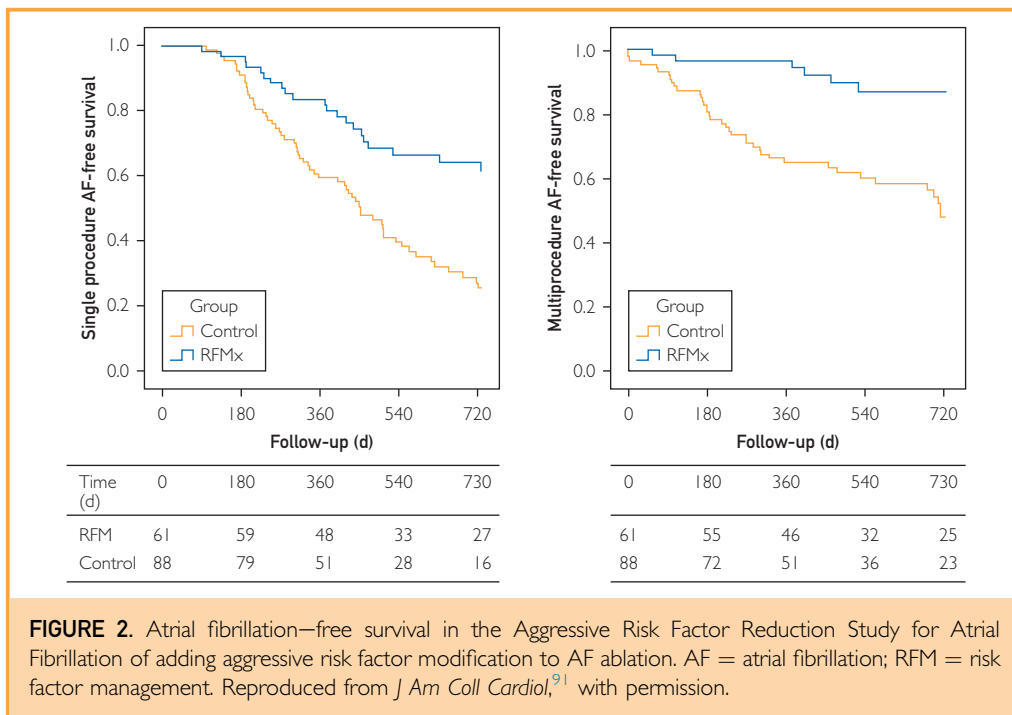 Single procedure AF-free survival
1.0
0.8
0.6
0.4
0.2
0.0
Group
Control
RFMx
0 180 360 540 720
Follow-up (d)
Multiprocedure AF-free survival
1.0
0.8
0.6
0.4
0.2
0.0
Group
Control
RFMx
0 180 360 540 720
Follow-up (d)
Time (d) 0 180 360 540 730
RFM 61 59 48 33 27
Control 88 79 51 28 16
0 180 360 540 730
61 55 46 32 25
88 72 51 36 23
FIGURE 2. Atrial fibrillation–free survival in the Aggressive Risk Factor Reduction Study for Atrial
Fibrillation of adding aggressive risk factor modification to AF ablation. AF = atrial fibrillation; RFM = risk
factor management. Reproduced from J Am Coll Cardiol,91 with permission.